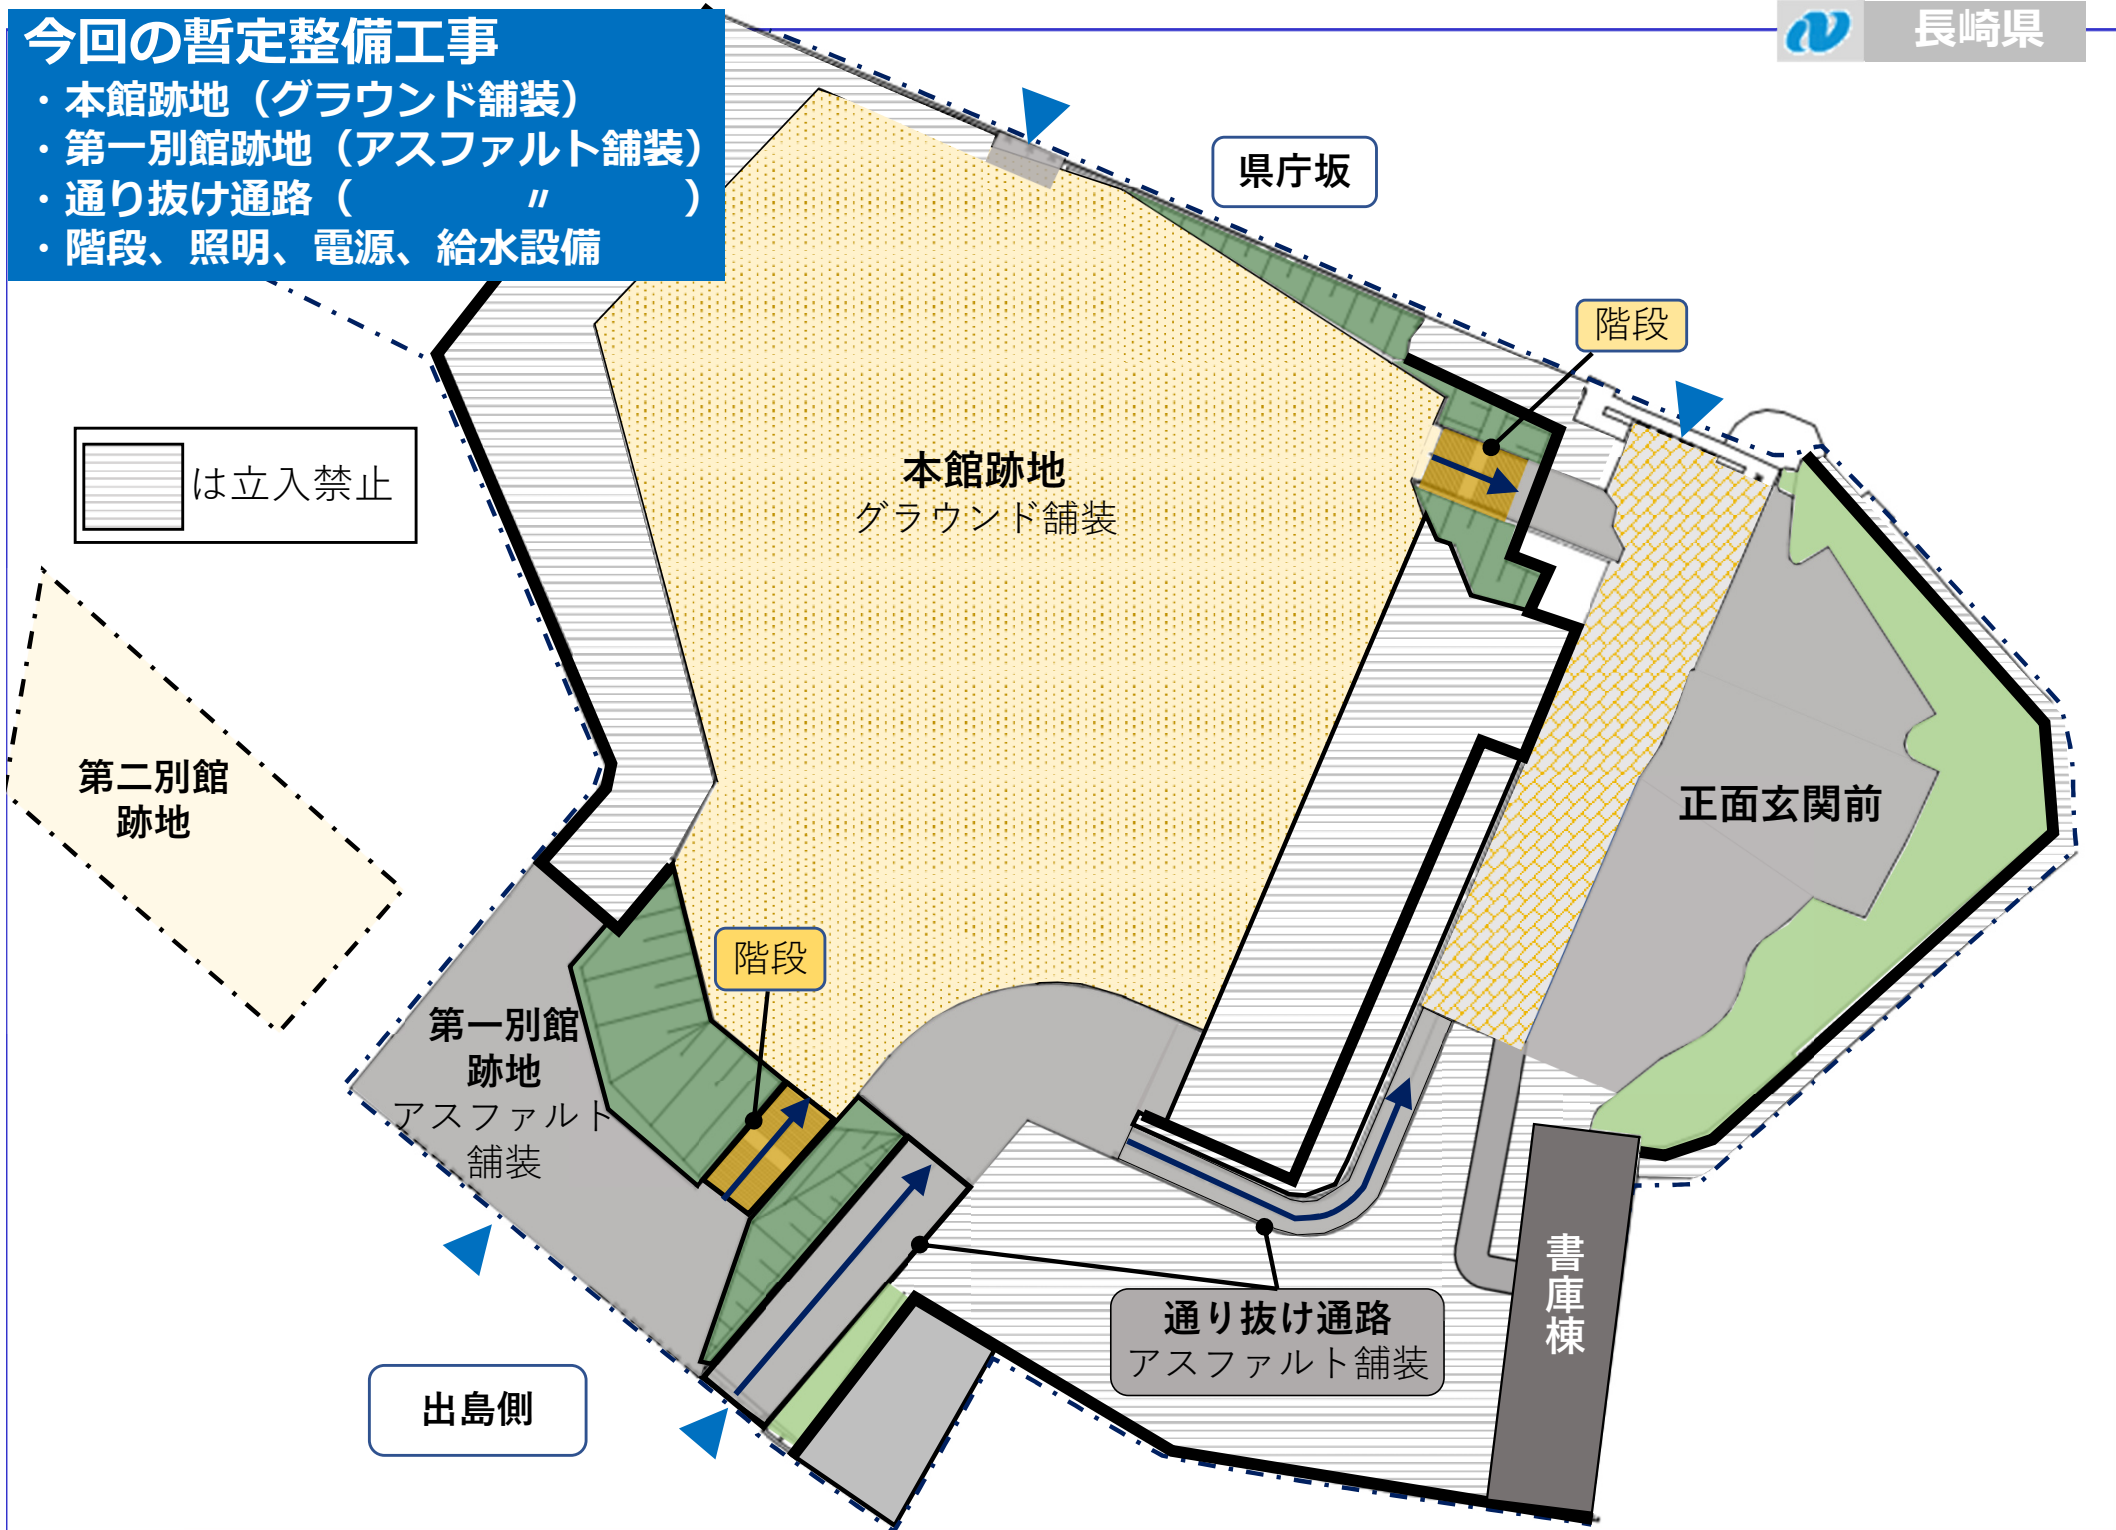 今回の暫定整備工事
・本館跡地（グラウンド舗装）
・第一別館跡地（アスファルト舗装）
・通り抜け通路（　　〃　　）
・階段、照明、電源、給水設備
長崎県
県庁坂
階段
は立入禁止
本館跡地
グラウンド舗装
第二別館
跡地
正面玄関前
階段
第一別館
跡地
アスファルト
舗装
書庫棟
通り抜け通路
アスファルト舗装
出島側